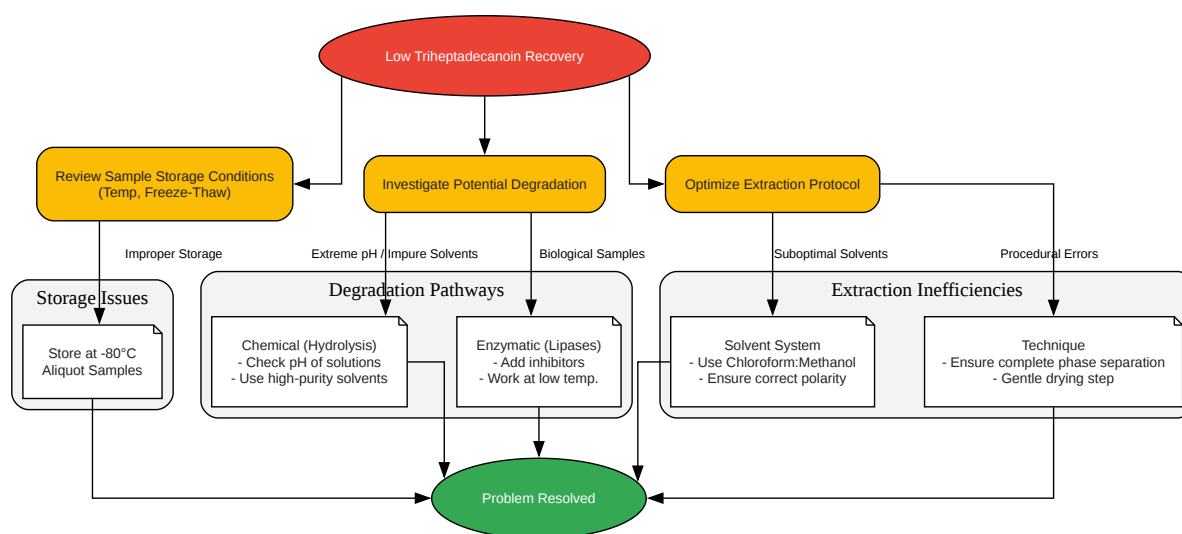 Low Triheptadecanoin Recovery
Review Sample Storage Conditions
(Temp, Freeze-Thaw)
Investigate Potential Degradation
Optimize Extraction Protocol
Improper Storage
Extreme pH / Impure Solvents
Biological Samples
Suboptimal Solvents
Procedural Errors
Storage Issues
Degradation Pathways
Extraction Inefficiencies
Store at -80°C
Aliquot Samples
Chemical (Hydrolysis)
- Check pH of solutions
- Use high-purity solvents
Enzymatic (Lipases)
- Add inhibitors
- Work at low temp.
Solvent System
- Use Chloroform:Methanol
- Ensure correct polarity
Technique
- Ensure complete phase separation
- Gentle drying step
Problem Resolved